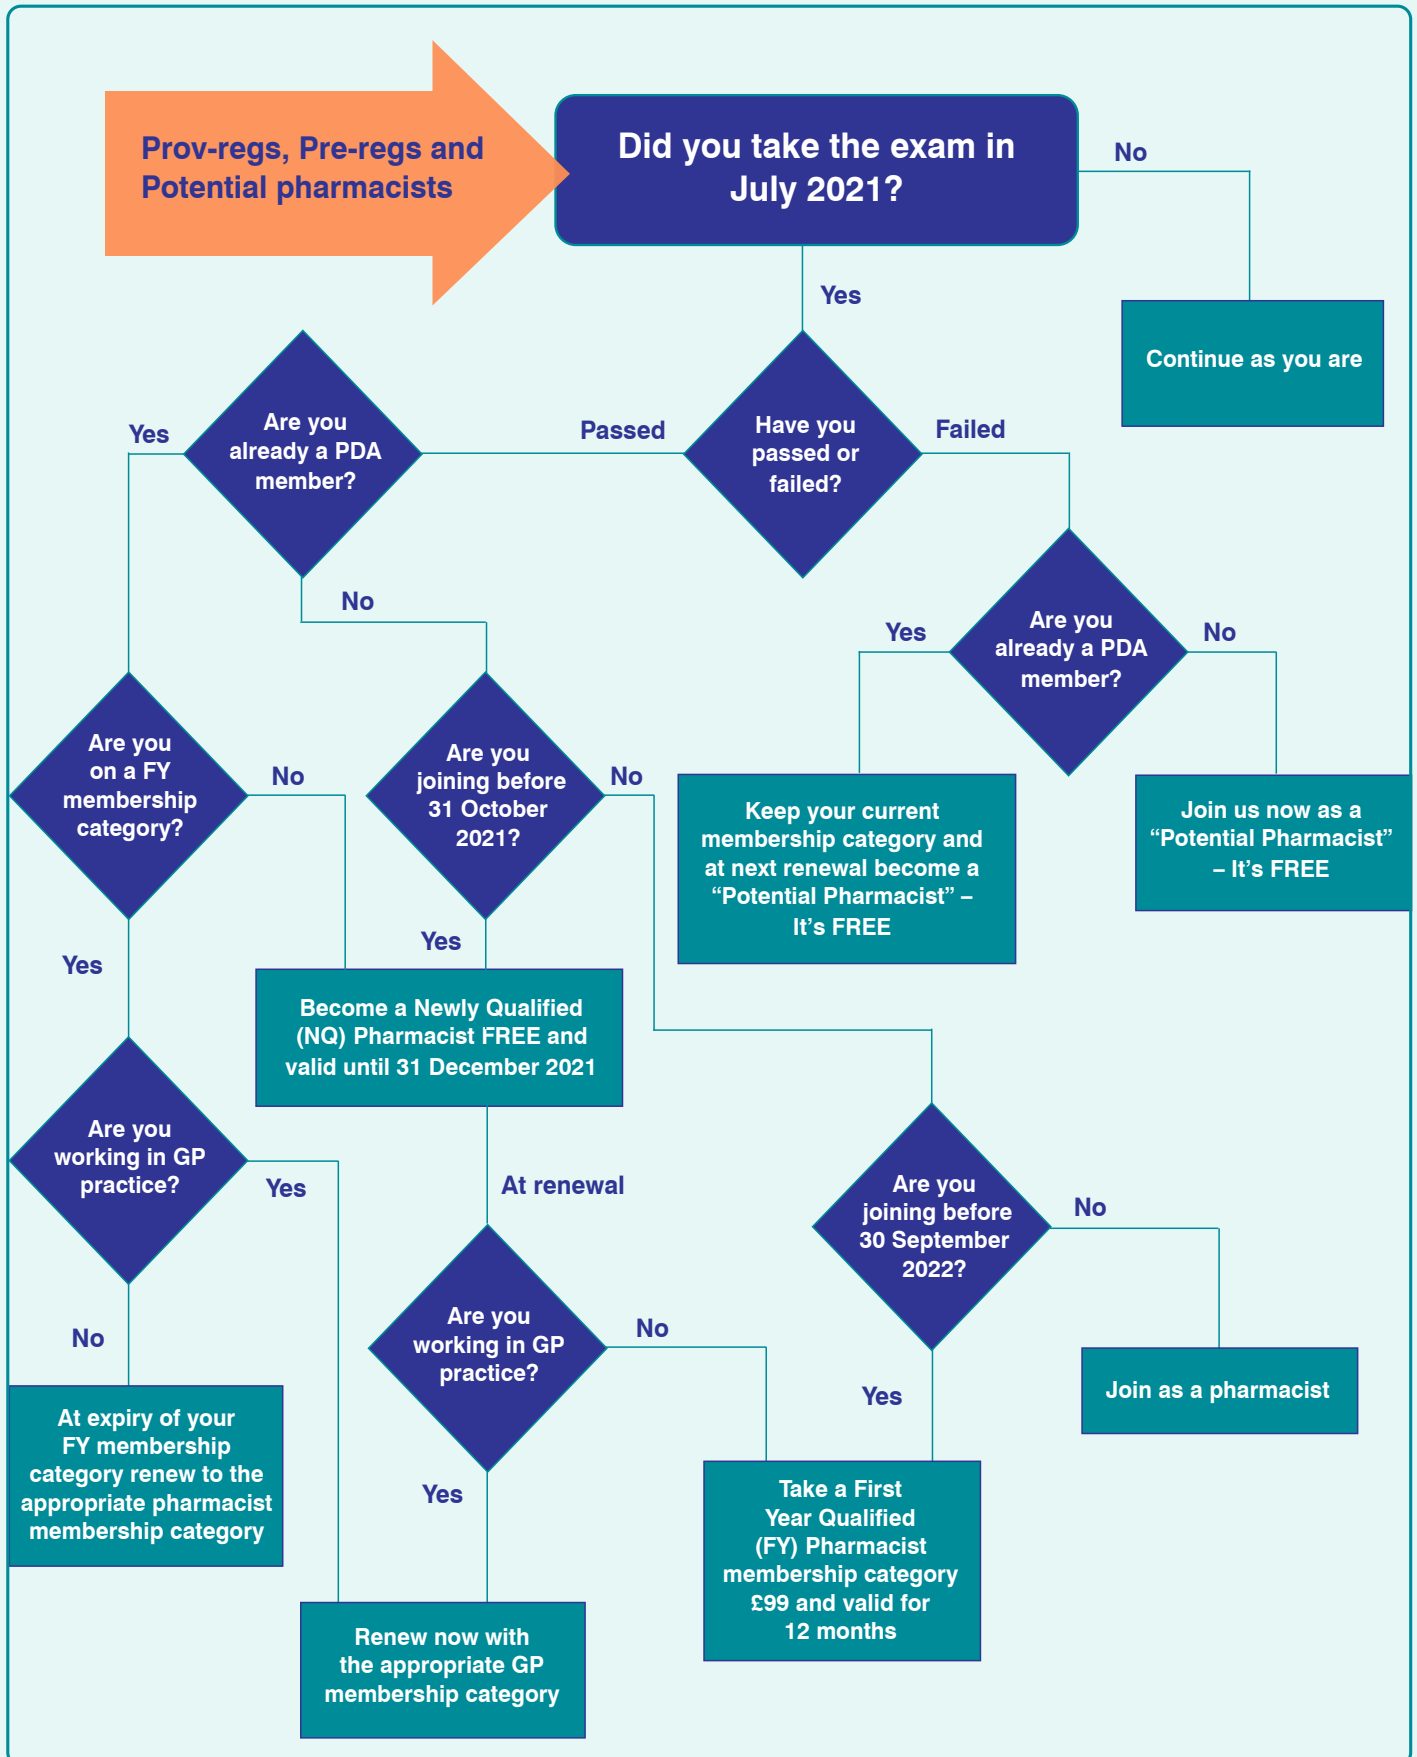 Prov-regs, Pre-regs and
Potential pharmacists
Did you take the exam in
July 2021?
No
Yes
Continue as you are
Are you
already a PDA
member?
Yes
Passed
Have you
passed or
failed?
Failed
No
Are you
already a PDA
member?
Yes
No
Are you
on a FY
membership
category?
No
Are you
joining before
31 October
2021?
No
Keep your current
membership category and
at next renewal become a
“Potential Pharmacist” –
It’s FREE
Join us now as a
“Potential Pharmacist”
– It’s FREE
Yes
Yes
Become a Newly Qualified
(NQ) Pharmacist FREE and
valid until 31 December 2021
Are you
working in GP
practice?
Yes
At renewal
Are you
joining before
30 September
2022?
No
No
Are you
working in GP
practice?
No
Yes
Join as a pharmacist
At expiry of your
FY membership
category renew to the
appropriate pharmacist
membership category
Yes
Take a First
Year Qualified
(FY) Pharmacist
membership category
£99 and valid for
12 months
Renew now with
the appropriate GP
membership category